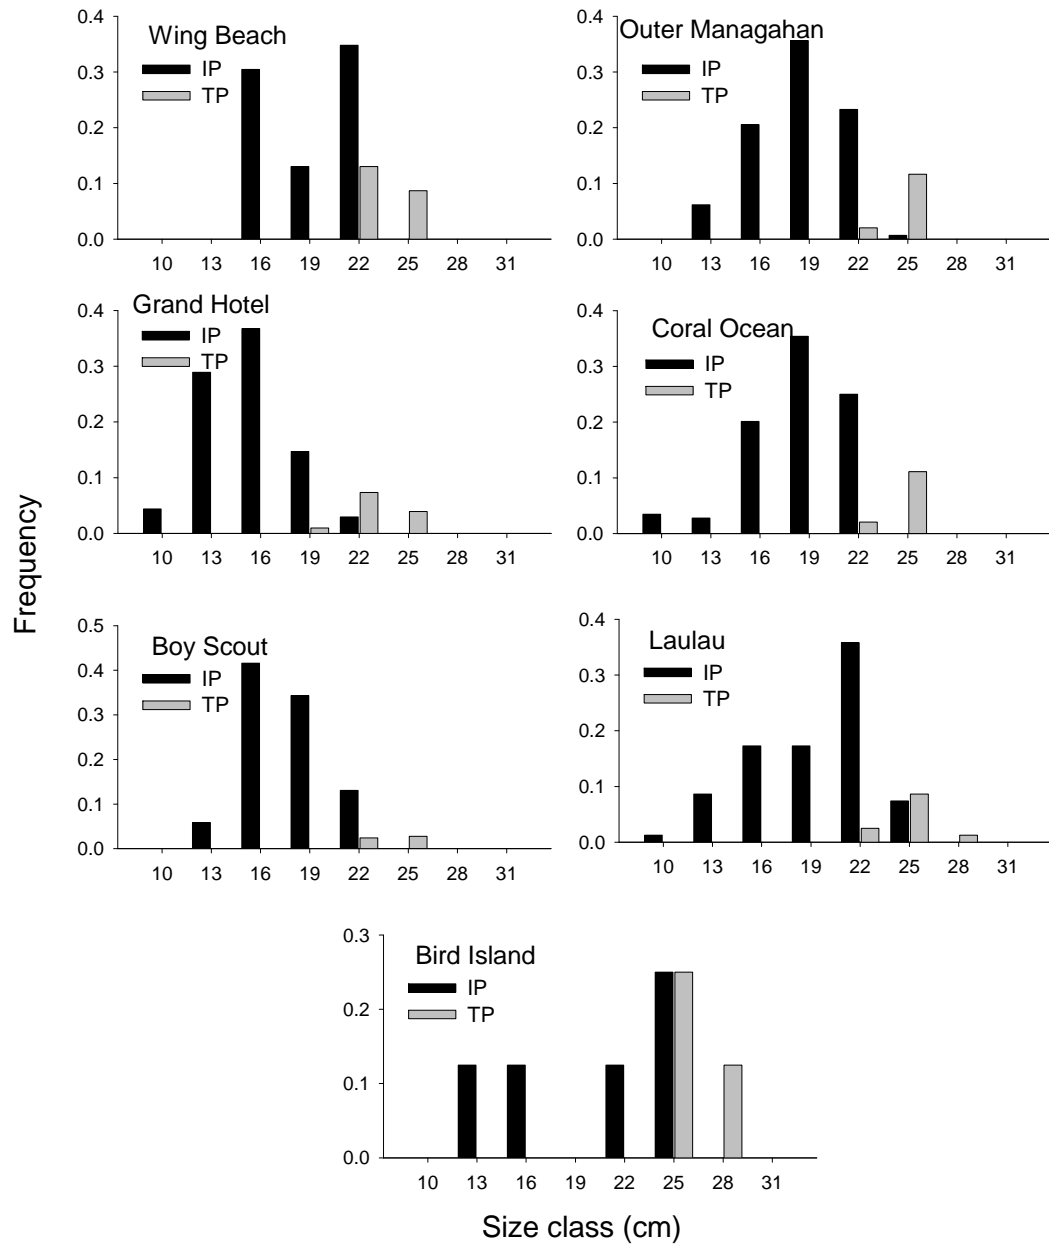 Wing Beach
IP
TP
0.4
0.3
0.2
0.1
0.0
10 13 16 19 22 25 28 31
Outer Managahan
IP
TP
0.4
0.3
0.2
0.1
0.0
10 13 16 19 22 25 28 31
Grand Hotel
IP
TP
0.4
0.3
0.2
0.1
0.0
10 13 16 19 22 25 28 31
Coral Ocean
IP
TP
0.4
0.3
0.2
0.1
0.0
10 13 16 19 22 25 28 31
Frequency
Boy Scout
IP
TP
0.5
0.4
0.3
0.2
0.1
0.0
10 13 16 19 22 25 28 31
Laulau
IP
TP
0.4
0.3
0.2
0.1
0.0
10 13 16 19 22 25 28 31
Bird Island
IP
TP
0.3
0.2
0.1
0.0
10 13 16 19 22 25 28 31
Size class (cm)